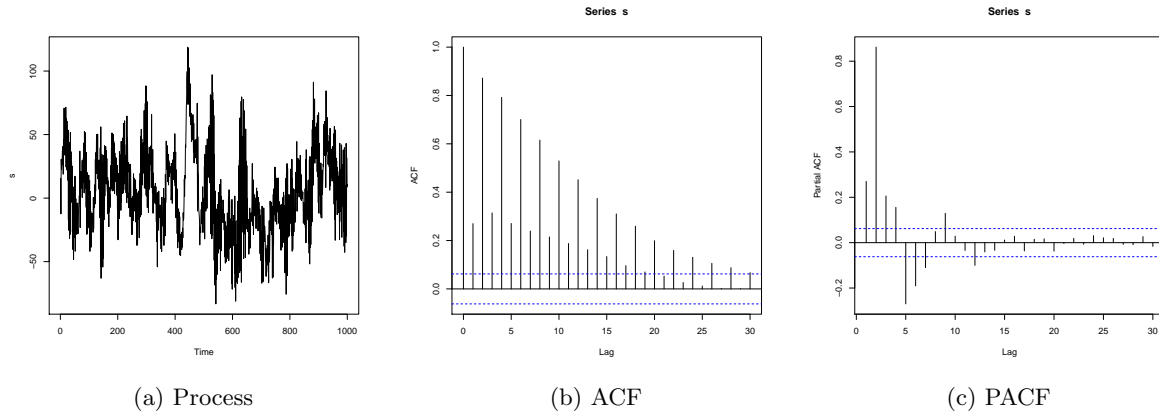 Series s
Series s
s
100
50
0
−50
0 200 400 600 800 1000
Time
ACF
1.0
0.8
0.6
0.4
0.2
0.0
0 5 10 15 20 25 30
Lag
Partial ACF
0.8
0.6
0.4
0.2
0.0
−0.2
0 5 10 15 20 25 30
Lag
(a) Process
(b) ACF
(c) PACF